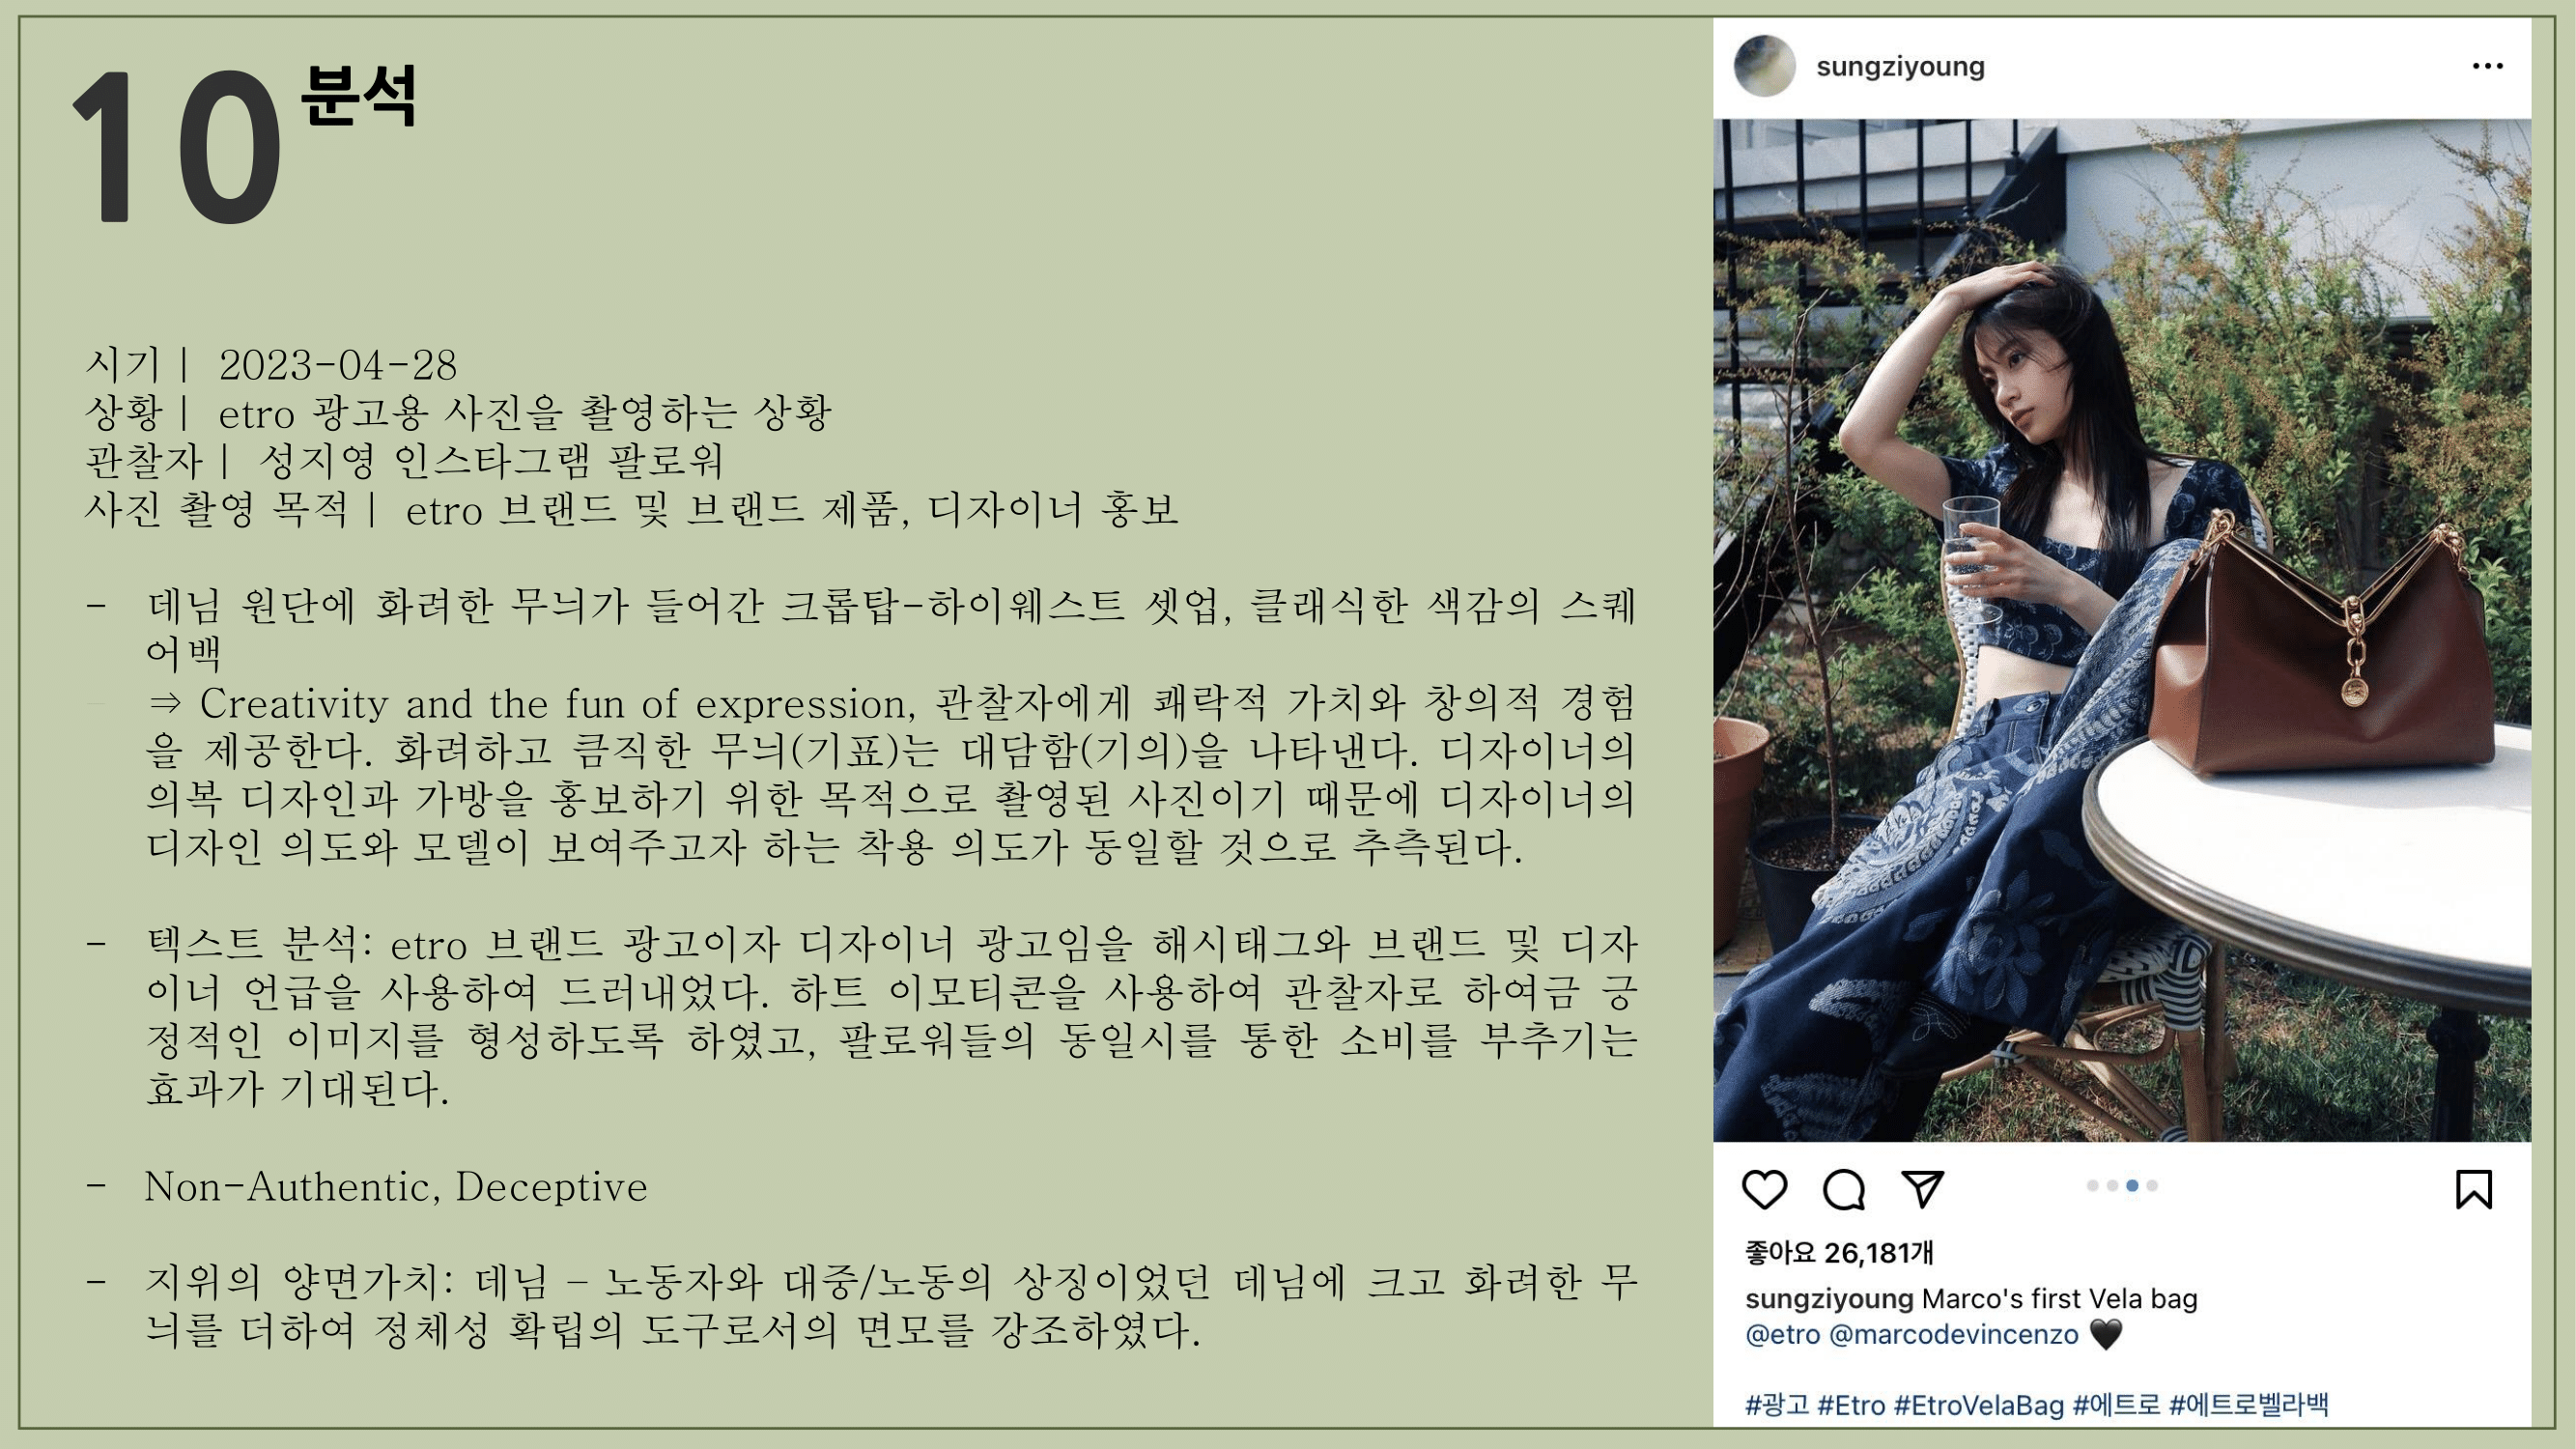 10 분석
시기 | 2023-04-28
상황 | etro 광고용 사진을 촬영하는 상황
관찰자 | 성지영 인스타그램 팔로워
사진 촬영 목적 | etro 브랜드 및 브랜드 제품, 디자이너 홍보
- 데님 원단에 화려한 무늬가 들어간 크롭탑-하이웨스트 셋업, 클래식한 색감의 스퀘
어백
- ⇒ Creativity and the fun of expression, 관찰자에게 쾌락적 가치와 창의적 경험
을 제공한다. 화려하고 큼직한 무늬(기표)는 대담함(기의)을 나타낸다. 디자이너의
의복 디자인과 가방을 홍보하기 위한 목적으로 촬영된 사진이기 때문에 디자이너의
디자인 의도와 모델이 보여주고자 하는 착용 의도가 동일할 것으로 추측된다.
- 텍스트 분석: etro 브랜드 광고이자 디자이너 광고임을 해시태그와 브랜드 및 디자
이너 언급을 사용하여 드러내었다. 하트 이모티콘을 사용하여 관찰자로 하여금 긍
정적인 이미지를 형성하도록 하였고, 팔로워들의 동일시를 통한 소비를 부추기는
효과가 기대된다.
- Non-Authentic, Deceptive
- 지위의 양면가치: 데님 – 노동자와 대중/노동의 상징이었던 데님에 크고 화려한 무
늬를 더하여 정체성 확립의 도구로서의 면모를 강조하였다.
sungziyoung
좋아요 26,181개
sungziyoung Marco's first Vela bag
@etro @marcodevincenzo 🖤
#광고 #Etro #EtroVelaBag #에트로 #에트로벨라백